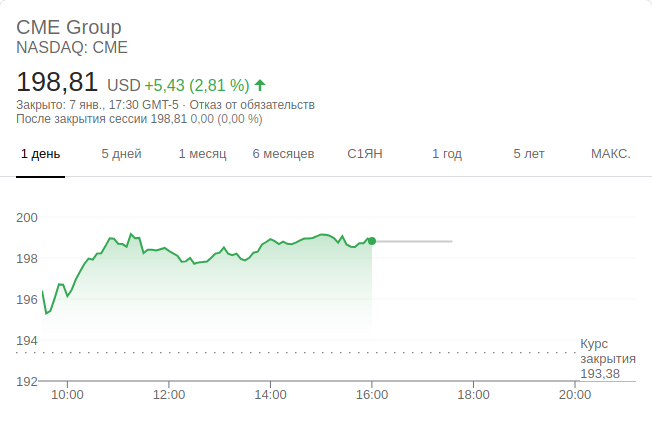 CME Group
NASDAQ: CME
198,81 USD +5,43 (2,81 %)
Закрыто: 7 янв., 17:30 GMT-5 · Отказ от обязательств
После закрытия сессии 198,81 0,00 (0,00 %)
1 день 5 дней 1 месяц 6 месяцев С1ЯН 1 год 5 лет МАКС.
200
198
196
194
Курс
закрытия
193,38
192
10:00 12:00 14:00 16:00 18:00 20:00